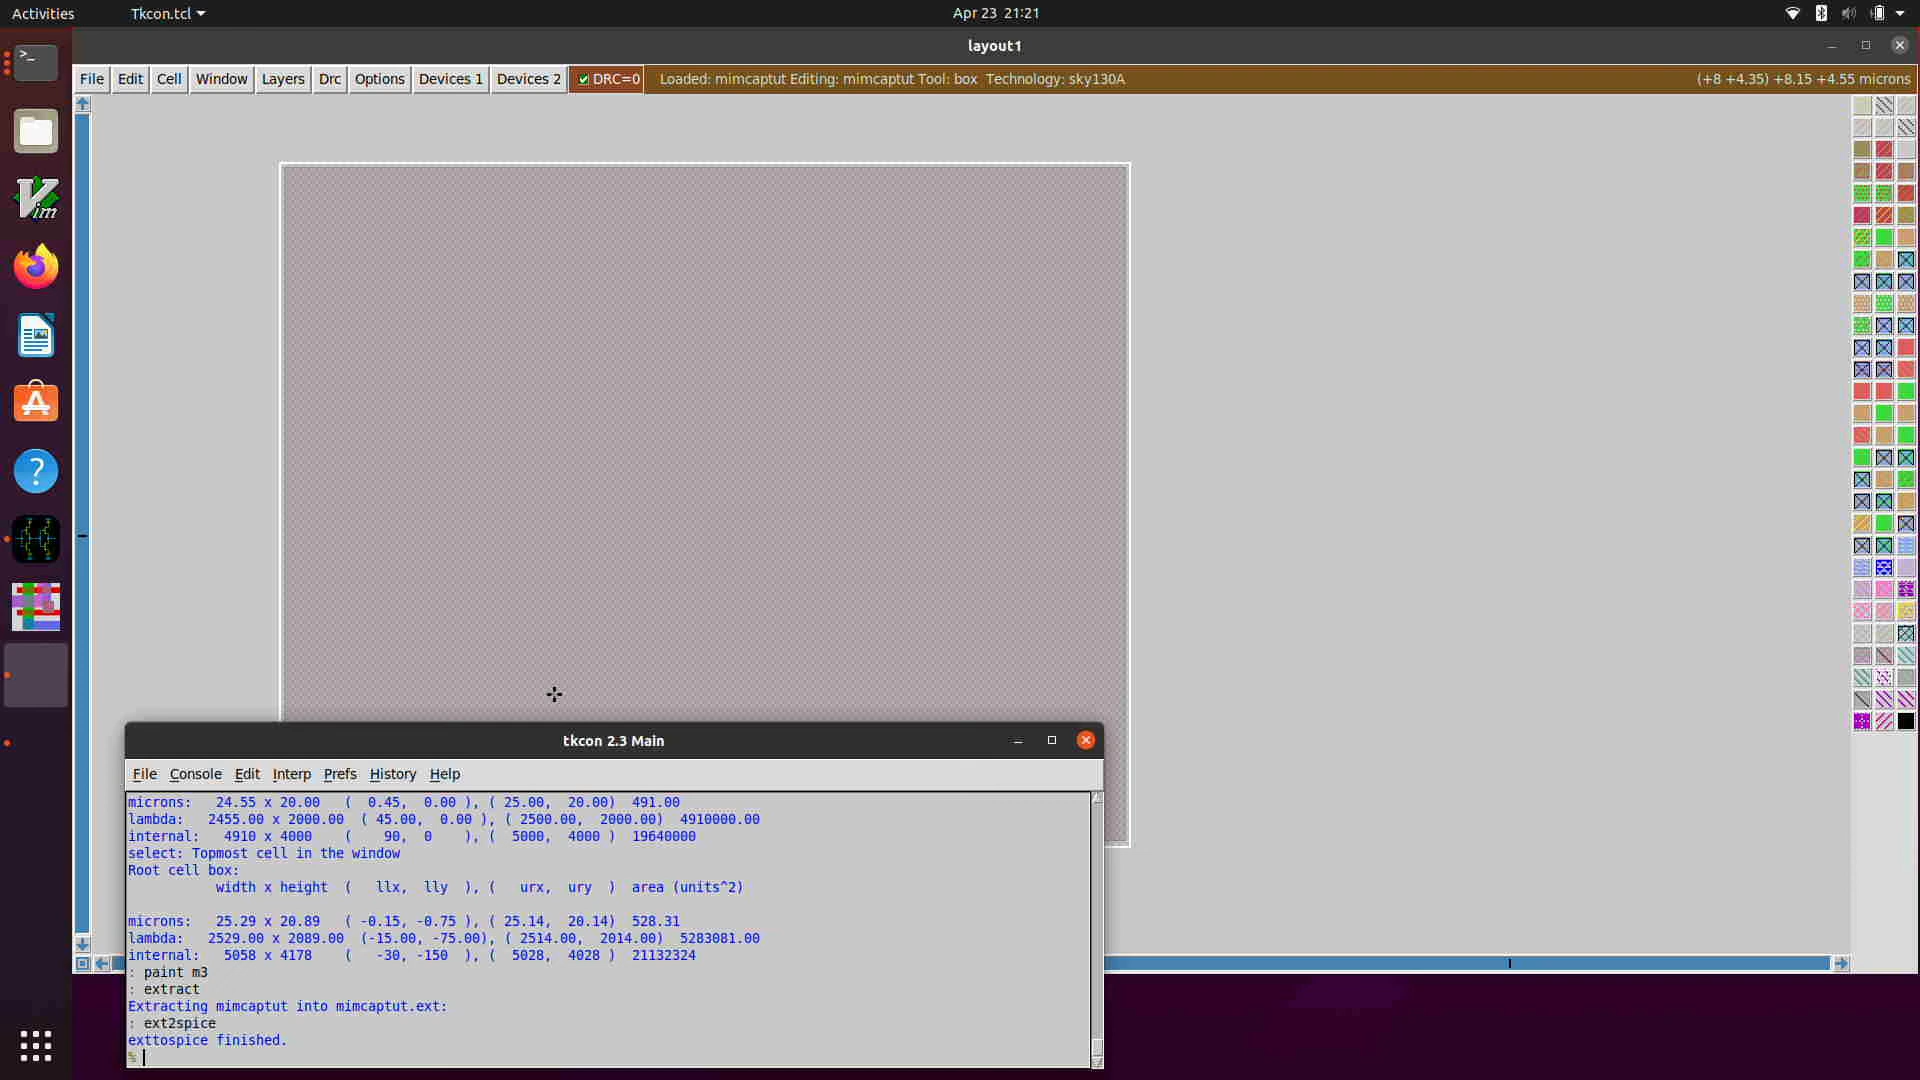 Activities Tkcon.tcl Apr 23 21:21
layout1
File Edit Cell Window Layers Drc Options Devices 1 Devices 2 DRC=0 Loaded: mimcaptut Editing: mimcaptut Tool: box Technology: sky130A (+8 +4.35) +8.15 +4.55 microns
tkcon 2.3 Main
File Console Edit Interp Prefs History Help
microns: 24.55 x 20.00 ( 0.45, 0.00 ), ( 25.00, 20.00) 491.00
lambda: 2455.00 x 2000.00 ( 45.00, 0.00 ), ( 2500.00, 2000.00) 4910000.00
internal: 4910 x 4000 ( 90, 0 ), ( 5000, 4000 ) 19640000
select: Topmost cell in the window
Root cell box:
width x height ( llx, lly ), ( urx, ury ) area (units^2)
microns: 25.29 x 20.89 ( -0.15, -0.75 ), ( 25.14, 20.14) 528.31
lambda: 2529.00 x 2089.00 (-15.00, -75.00), ( 2514.00, 2014.00) 5283081.00
internal: 5058 x 4178 ( -30, -150 ), ( 5028, 4028 ) 21132324
: paint m3
: extract
Extracting mimcaptut into mimcaptut.ext:
: ext2spice
exttospice finished.
%